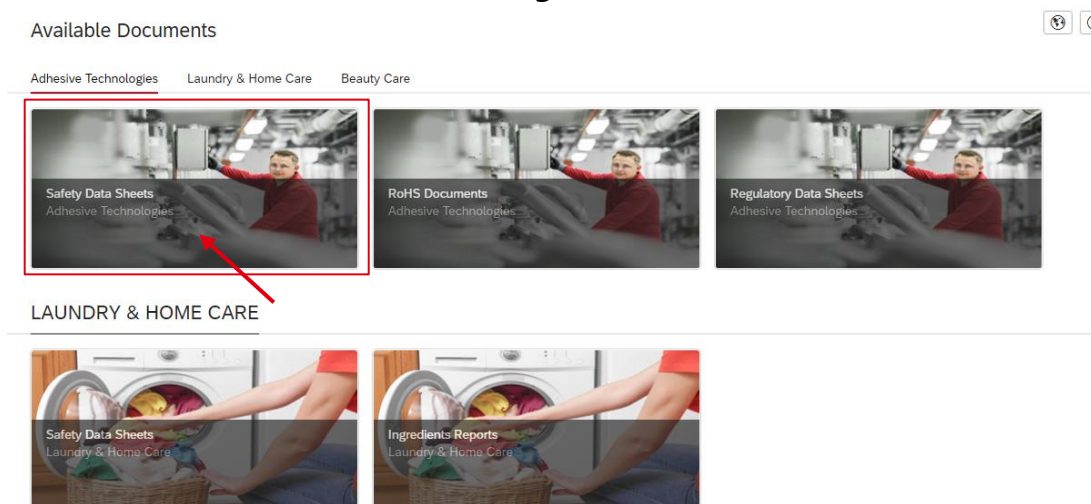 Available Documents
Adhesive Technologies Laundry & Home Care Beauty Care
Safety Data Sheets
Adhesive Technologies
RoHS Documents
Adhesive Technologies
Regulatory Data Sheets
Adhesive Technologies
LAUNDRY & HOME CARE
Safety Data Sheets
Laundry & Home Care
Ingredients Reports
Laundry & Home Care